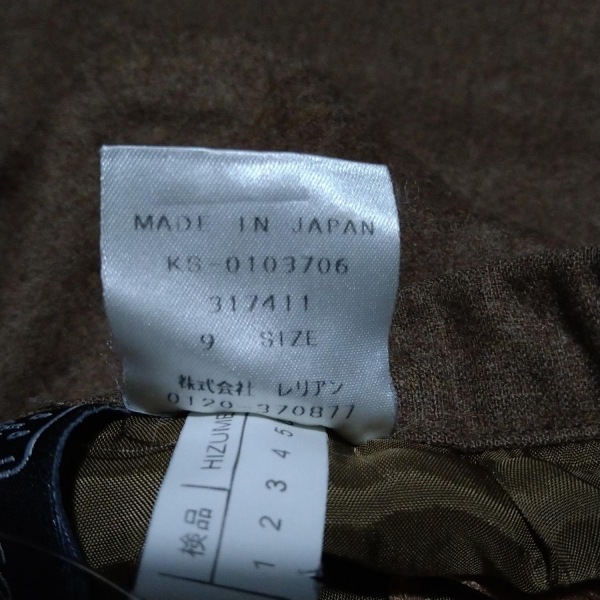 MADE IN JAPAN
KS-0103706
317411
9 SIZE
株式会社 レリアン
0120 370877
検品
1 2 3 4 5